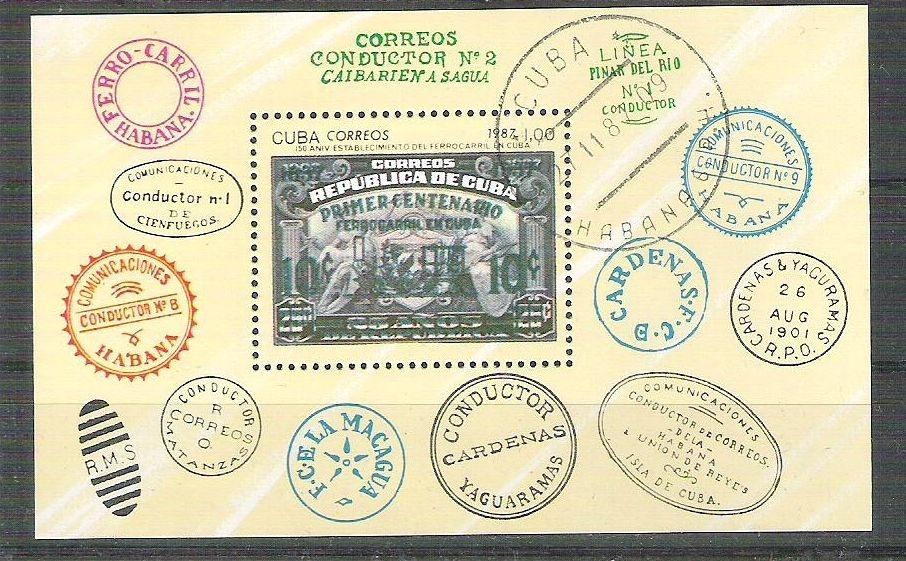 CORREOS
CONDUCTOR Nº 2
CAIBARIEN A SAGUA
LIÑEA
PINAR DEL RIO
Nº 1
CONDUCTOR
FERRO-CARRIL
HABANA.
CUBA
HABANA
CUBA CORREOS 1987 1,00
150 ANIV. ESTABLECIMIENTO DEL FERROCARRIL EN CUBA
CORREOS
REPÚBLICA DE CUBA
PRIMER CENTENARIO
FERROCARRIL EN CUBA
10¢ 10¢
COMUNICACIONES
Conductor nº 1
DE
CIENFUEGOS.
COMUNICACIONES
CONDUCTOR Nº 9
HABANA
COMUNICACIONES
CONDUCTOR Nº 8
HABANA
CARDENAS. F. C. D
CARDENAS & YAGURAMAS
26
AUG
1901
R.P.O.
R.M.S
CONDUCTOR
R
CORREOS
O.
MATANZAS
F. C. E LA MACAGUA
CONDUCTOR
CARDENAS
YAGUARAMAS
COMUNICACIONES
CONDUCTOR DE CORREOS.
DE LA
HABANA
A UNION DE REYES
ISLA DE CUBA.